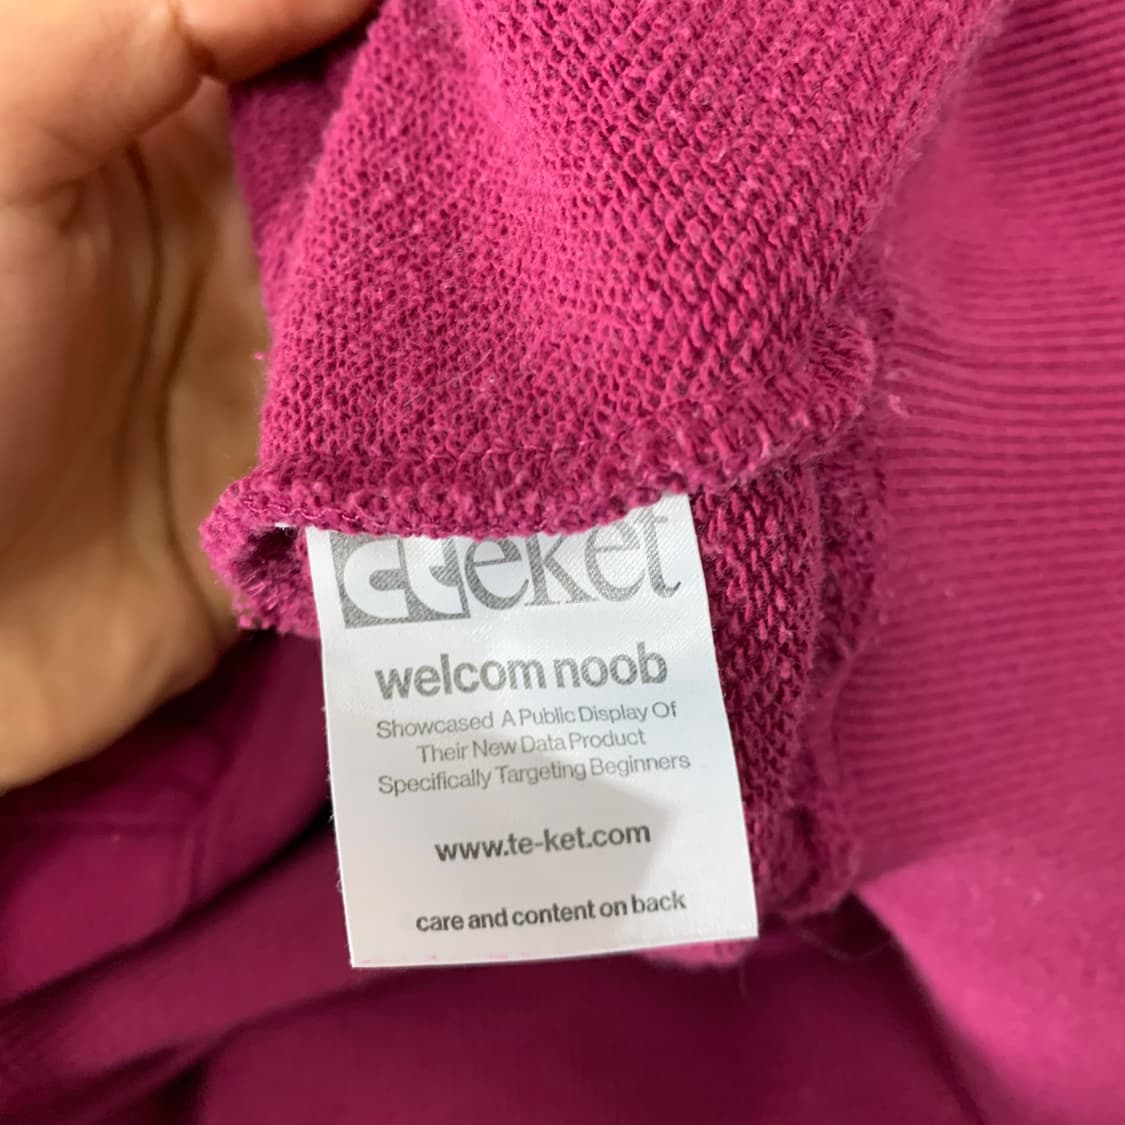 teket
welcom noob
Showcased A Public Display Of
Their New Data Product
Specifically Targeting Beginners
www.te-ket.com
care and content on back